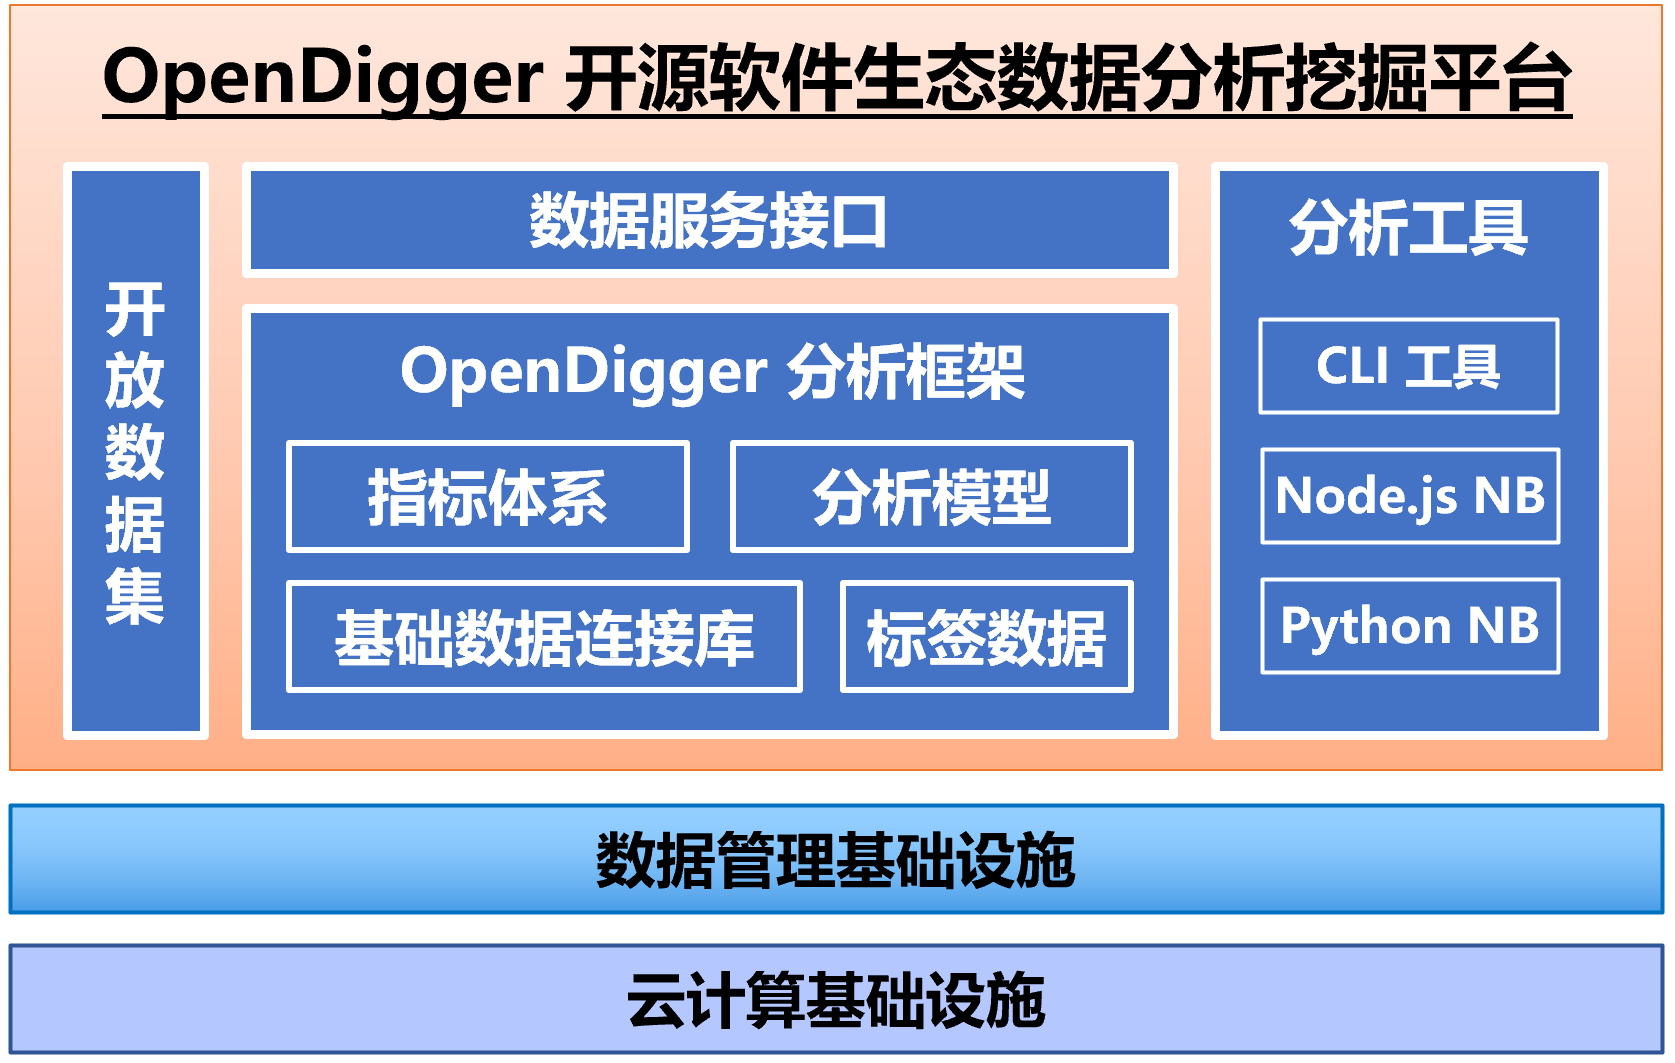 OpenDigger 开源软件生态数据分析挖掘平台
开放数据集
数据服务接口
OpenDigger 分析框架
指标体系
分析模型
基础数据连接库
标签数据
分析工具
CLI 工具
Node.js NB
Python NB
数据管理基础设施
云计算基础设施